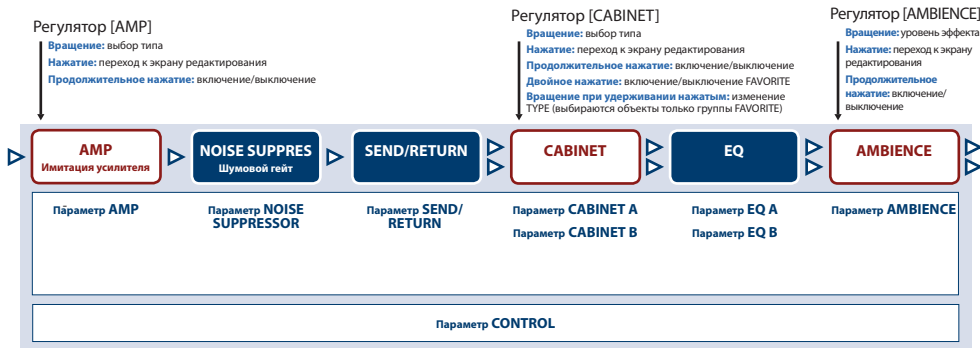 Регулятор [AMP]
Вращение: выбор типа
Нажатие: переход к экрану редактирования
Продолжительное нажатие: включение/выключение
Регулятор [CABINET]
Вращение: выбор типа
Нажатие: переход к экрану редактирования
Продолжительное нажатие: включение/выключение
Двойное нажатие: включение/выключение FAVORITE
Вращение при удерживании нажатым: изменение
TYPE (выбираются объекты только группы FAVORITE)
Регулятор [AMBIENCE]
Вращение: уровень эффекта
Нажатие: переход к экрану
редактирования
Продолжительное
нажатие: включение/
выключение
AMP
Имитация усилителя
NOISE SUPPRES
Шумовой гейт
SEND/RETURN
CABINET
EQ
AMBIENCE
Параметр AMP
Параметр NOISE
SUPPRESSOR
Параметр SEND/
RETURN
Параметр CABINET A
Параметр CABINET B
Параметр EQ A
Параметр EQ B
Параметр AMBIENCE
Параметр CONTROL